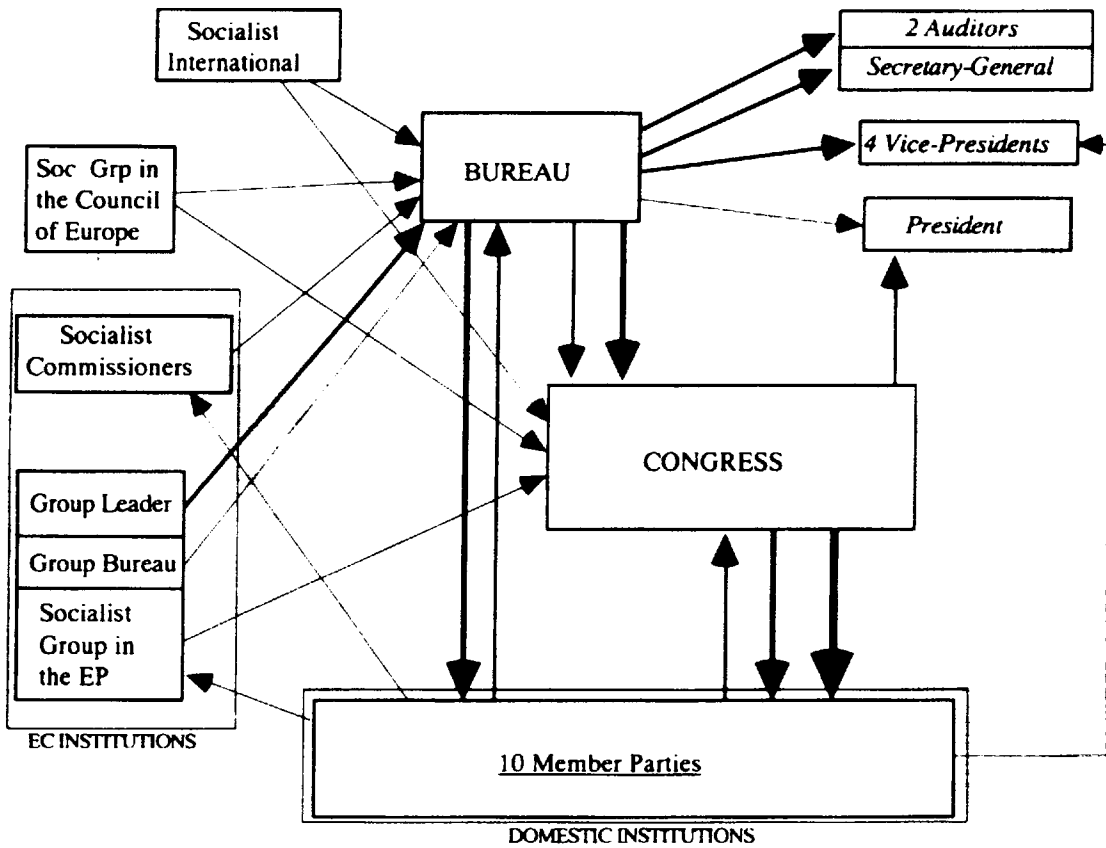 Socialist
International
2 Auditors
Secretary-General
4 Vice-Presidents
President
BUREAU
Soc Grp in
the Council
of Europe
Socialist
Commissioners
CONGRESS
Group Leader
Group Bureau
Socialist
Group in
the EP
EC INSTITUTIONS
10 Member Parties
DOMESTIC INSTITUTIONS